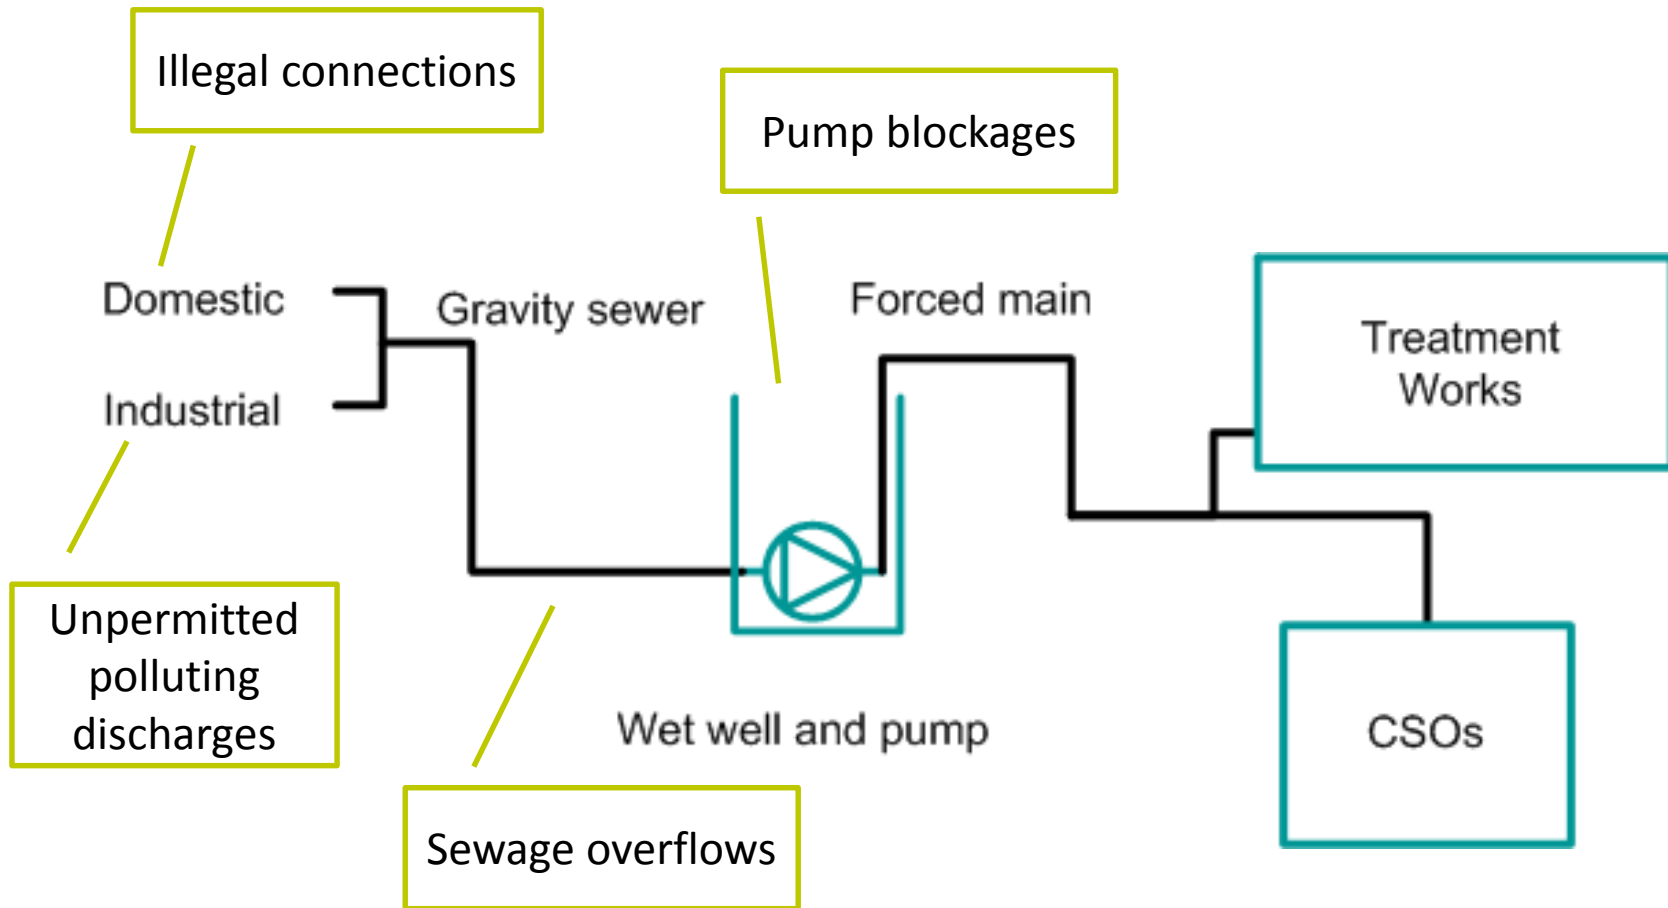 Illegal connections
Pump blockages
Domestic
Gravity sewer
Forced main
Industrial
Treatment
Works
Unpermitted
polluting
discharges
Wet well and pump
CSOs
Sewage overflows